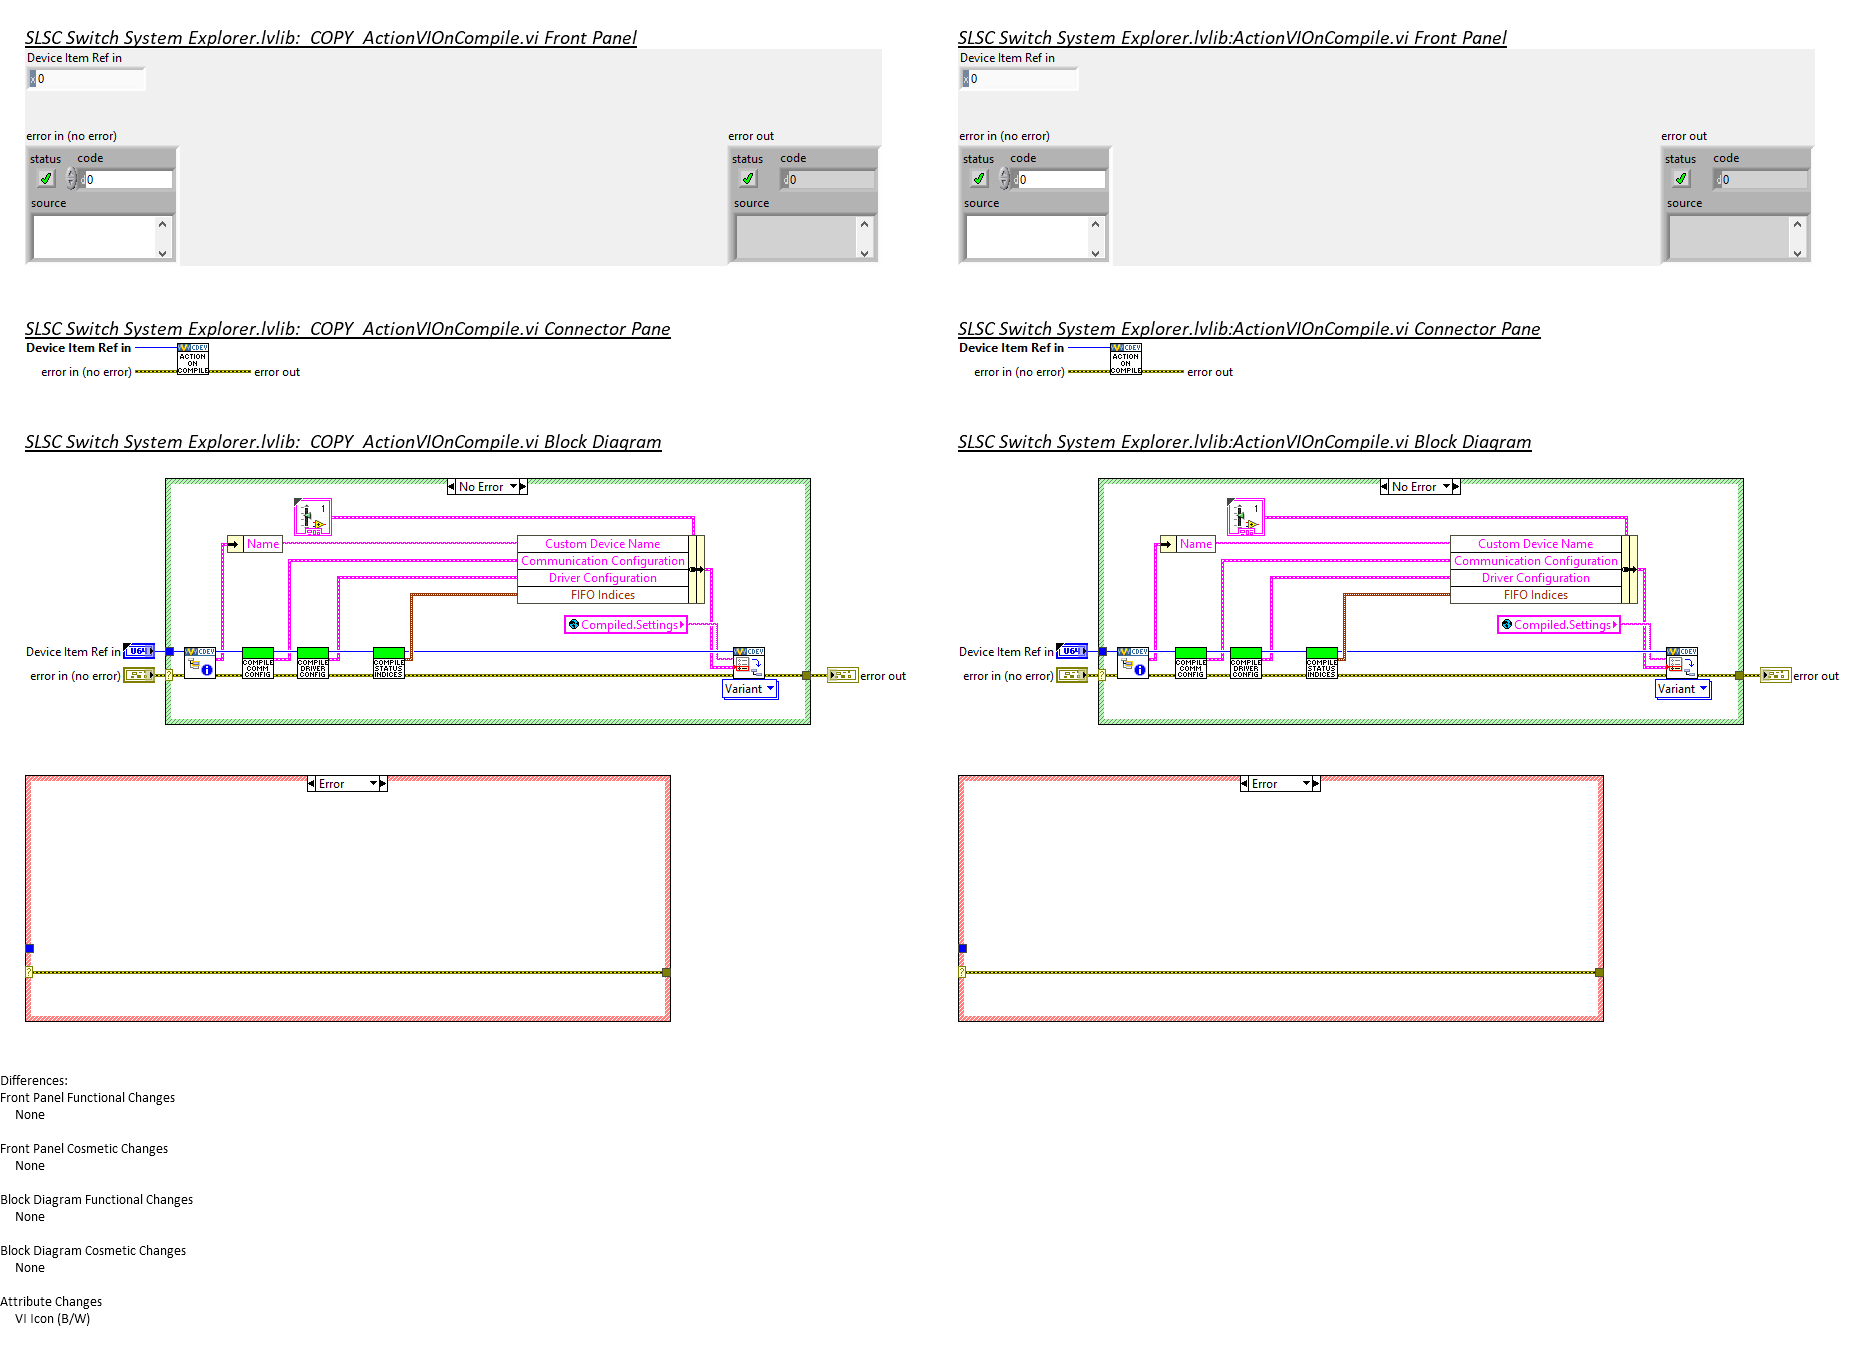 SLSC Switch System Explorer.lvlib:  COPY  ActionVIOnCompile.vi Front Panel
Device Item Ref in
x 0
error in (no error)
error out
status code
d 0
source
status code
d 0
source
SLSC Switch System Explorer.lvlib:  COPY  ActionVIOnCompile.vi Connector Pane
Device Item Ref in
CDEV
ACTION
ON
COMPILE
error in (no error)
error out
SLSC Switch System Explorer.lvlib:  COPY  ActionVIOnCompile.vi Block Diagram
No Error
1
Name
Custom Device Name
Communication Configuration
Driver Configuration
FIFO Indices
Compiled.Settings
Device Item Ref in
U64
CDEV
COMPILE
COMM
CONFIG
COMPILE
DRIVER
CONFIG
COMPILE
STATUS
INDICES
CDEV
error in (no error)
?
error out
Variant
Error
?
SLSC Switch System Explorer.lvlib:ActionVIOnCompile.vi Front Panel
Device Item Ref in
x 0
error in (no error)
error out
status code
d 0
source
status code
d 0
source
SLSC Switch System Explorer.lvlib:ActionVIOnCompile.vi Connector Pane
Device Item Ref in
CDEV
ACTION
ON
COMPILE
error in (no error)
error out
SLSC Switch System Explorer.lvlib:ActionVIOnCompile.vi Block Diagram
No Error
1
Name
Custom Device Name
Communication Configuration
Driver Configuration
FIFO Indices
Compiled.Settings
Device Item Ref in
U64
CDEV
COMPILE
COMM
CONFIG
COMPILE
DRIVER
CONFIG
COMPILE
STATUS
INDICES
CDEV
error in (no error)
?
error out
Variant
Error
?
Differences:
Front Panel Functional Changes
None
Front Panel Cosmetic Changes
None
Block Diagram Functional Changes
None
Block Diagram Cosmetic Changes
None
Attribute Changes
VI Icon (B/W)